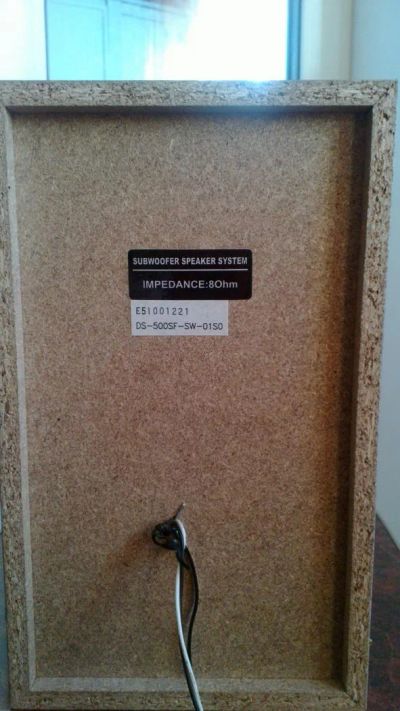 SUBWOOFER SPEAKER SYSTEM
IMPEDANCE:8Ohm
E51001221
DS-500SF-SW-01S0